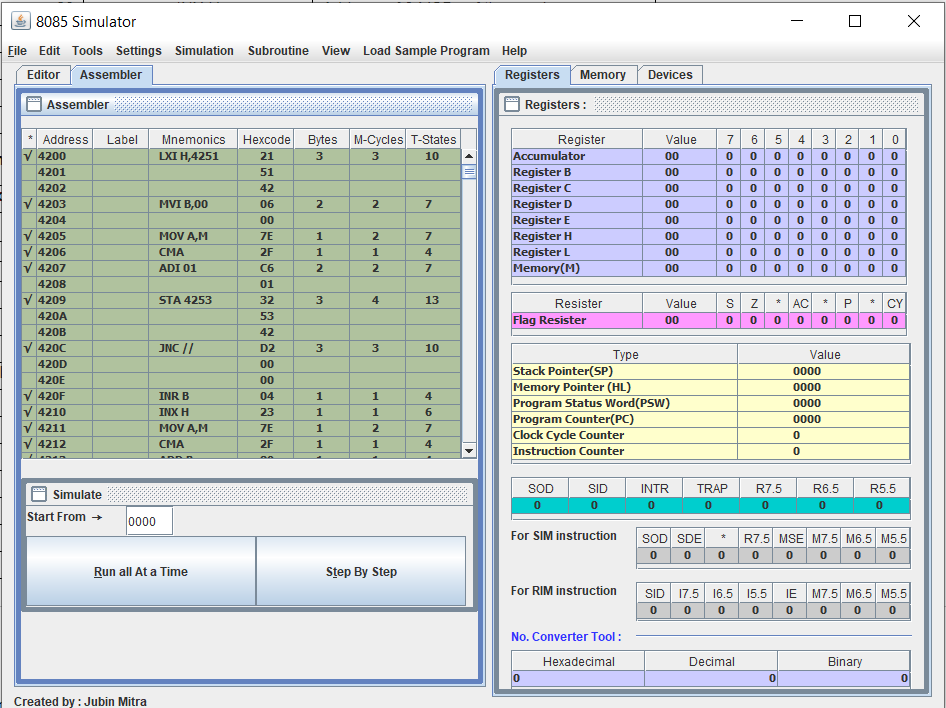 8085 Simulator
File Edit Tools Settings Simulation Subroutine View Load Sample Program Help
Editor Assembler
Assembler
* Address Label Mnemonics Hexcode Bytes M-Cycles T-States
√ 4200 LXI H,4251 21 3 3 10
4201 51
4202 42
√ 4203 MVI B,00 06 2 2 7
4204 00
√ 4205 MOV A,M 7E 1 2 7
√ 4206 CMA 2F 1 1 4
√ 4207 ADI 01 C6 2 2 7
4208 01
√ 4209 STA 4253 32 3 4 13
420A 53
420B 42
√ 420C JNC // D2 3 3 10
420D 00
420E 00
√ 420F INR B 04 1 1 4
√ 4210 INX H 23 1 1 6
√ 4211 MOV A,M 7E 1 2 7
√ 4212 CMA 2F 1 1 4
Simulate
Start From → 0000
Run all At a Time Step By Step
Created by : Jubin Mitra
Registers Memory Devices
Registers :
Register Value 7 6 5 4 3 2 1 0
Accumulator 00 0 0 0 0 0 0 0 0
Register B 00 0 0 0 0 0 0 0 0
Register C 00 0 0 0 0 0 0 0 0
Register D 00 0 0 0 0 0 0 0 0
Register E 00 0 0 0 0 0 0 0 0
Register H 00 0 0 0 0 0 0 0 0
Register L 00 0 0 0 0 0 0 0 0
Memory(M) 00 0 0 0 0 0 0 0 0
Resister Value S Z * AC * P * CY
Flag Resister 00 0 0 0 0 0 0 0 0
Type Value
Stack Pointer(SP) 0000
Memory Pointer (HL) 0000
Program Status Word(PSW) 0000
Program Counter(PC) 0000
Clock Cycle Counter 0
Instruction Counter 0
SOD SID INTR TRAP R7.5 R6.5 R5.5
0 0 0 0 0 0 0
For SIM instruction SOD SDE * R7.5 MSE M7.5 M6.5 M5.5
0 0 0 0 0 0 0 0
For RIM instruction SID I7.5 I6.5 I5.5 IE M7.5 M6.5 M5.5
0 0 0 0 0 0 0 0
No. Converter Tool :
Hexadecimal Decimal Binary
0 0 0